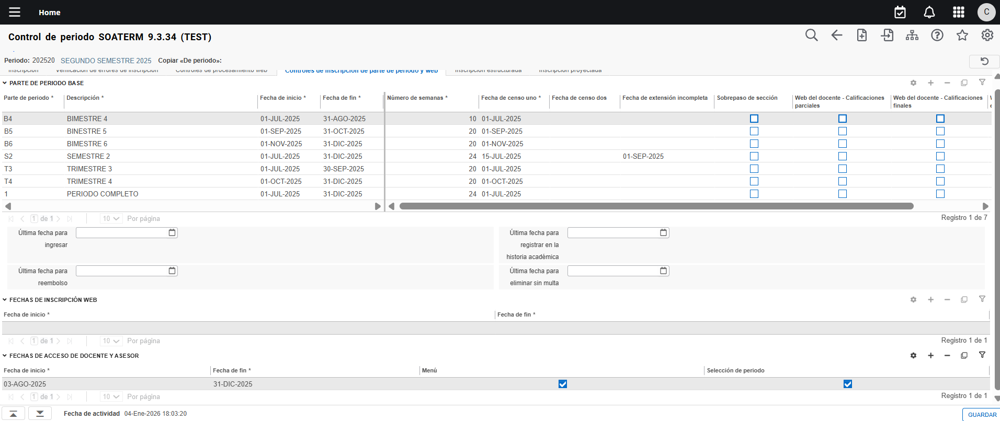 Home
C
Control de periodo SOATERM 9.3.34 (TEST)
Periodo: 202520 SEGUNDO SEMESTRE 2025 Copiar «De periodo»:
Inscripción Verificación de errores de inscripción Controles de procesamiento web Controles de inscripción de parte de periodo y web Inscripción estructurada Inscripción proyectada
PARTE DE PERIODO BASE
Parte de periodo * Descripción * Fecha de inicio * Fecha de fin * Número de semanas * Fecha de censo uno * Fecha de censo dos Fecha de extensión incompleta Sobrepaso de sección Web del docente - Calificaciones parciales Web del docente - Calificaciones finales
B4 BIMESTRE 4 01-JUL-2025 31-AGO-2025 10 01-JUL-2025
B5 BINESTRE 5 01-SEP-2025 31-OCT-2025 20 01-SEP-2025
B6 BIMESTRE 6 01-NOV-2025 31-DIC-2025 20 01-NOV-2025
S2 SEMESTRE 2 01-JUL-2025 31-DIC-2025 24 15-JUL-2025 01-SEP-2025
T3 TRIMESTRE 3 01-JUL-2025 30-SEP-2025 20 01-JUL-2025
T4 TRIMESTRE 4 01-OCT-2025 31-DIC-2025 20 01-OCT-2025
1 PERIODO COMPLETO 01-JUL-2025 31-DIC-2025 24 01-JUL-2025
1 de 1 10 Por página Registro 1 de 7
Última fecha para ingresar
Última fecha para registrar en la historia académica
Última fecha para reembolso
Última fecha para eliminar sin multa
FECHAS DE INSCRIPCIÓN WEB
Fecha de inicio * Fecha de fin *
1 de 1 10 Por página Registro 1 de 1
FECHAS DE ACCESO DE DOCENTE Y ASESOR
Fecha de inicio * Fecha de fin * Menú Selección de periodo
03-AGO-2025 31-DIC-2025
1 de 1 10 Por página Registro 1 de 1
Fecha de actividad 04-Ene-2026 18:03:20
GUARDAR